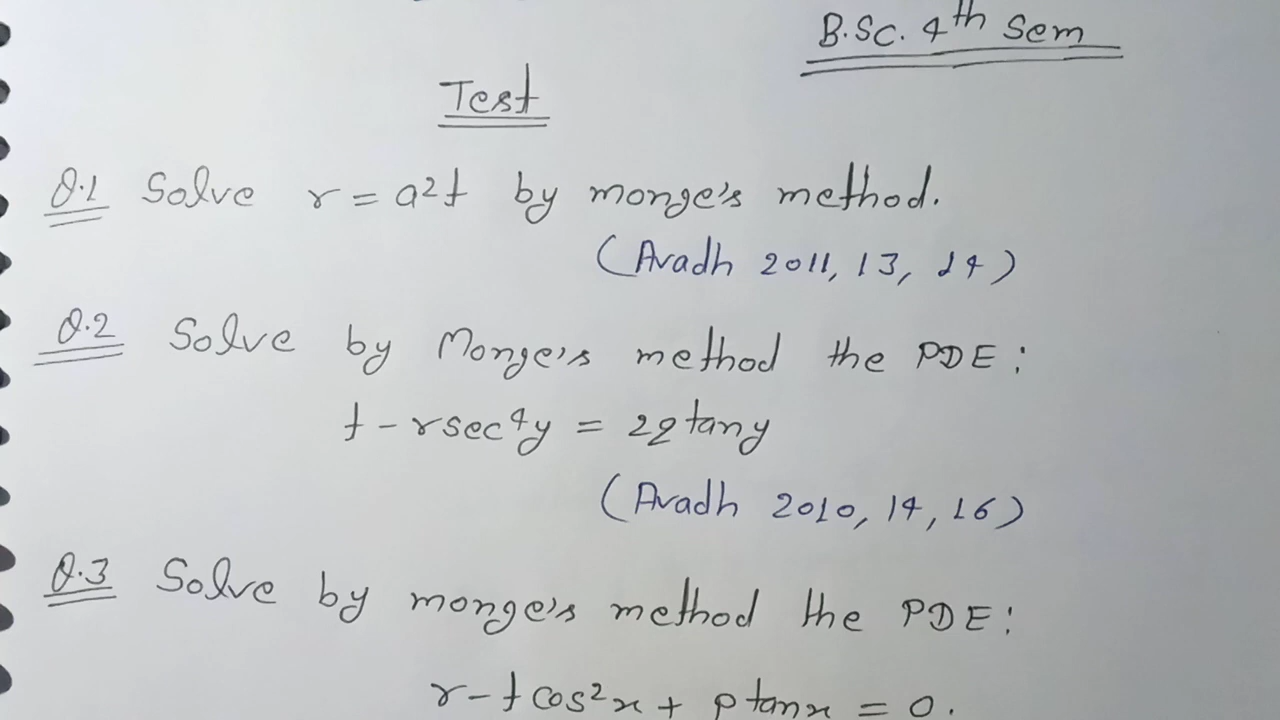 B.Sc. 4th Sem
Test
Q.1 Solve r = a²t by monge's method.
(Avadh 2011, 13, 14)
Q.2 Solve by Monge's method the PDE:
t - r sec⁴y = 2q tany
(Avadh 2010, 14, 16)
Q.3 Solve by monge's method the PDE:
r - t cos²x + p tanx = 0.